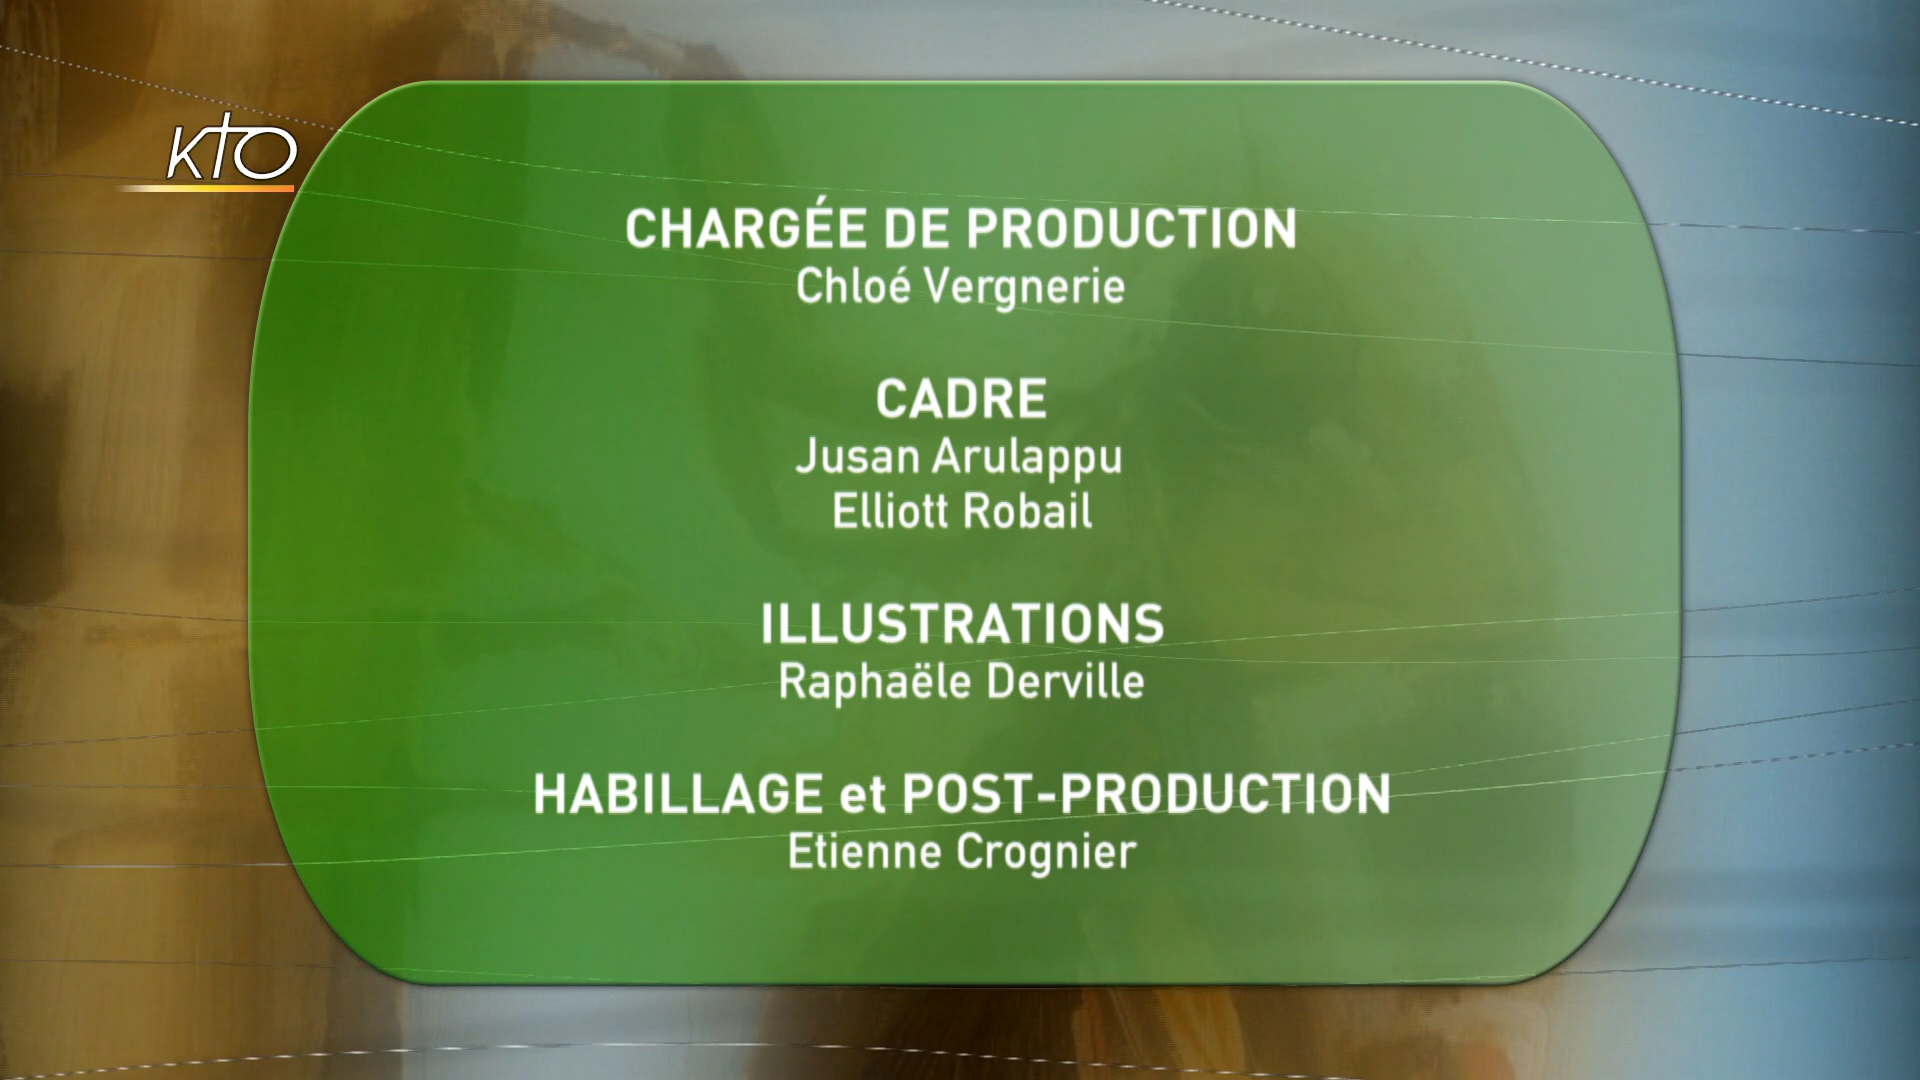 KTO
CHARGÉE DE PRODUCTION
Chloé Vergnerie
CADRE
Jusan Arulappu
Elliott Robail
ILLUSTRATIONS
Raphaële Derville
HABILLAGE et POST-PRODUCTION
Etienne Crognier